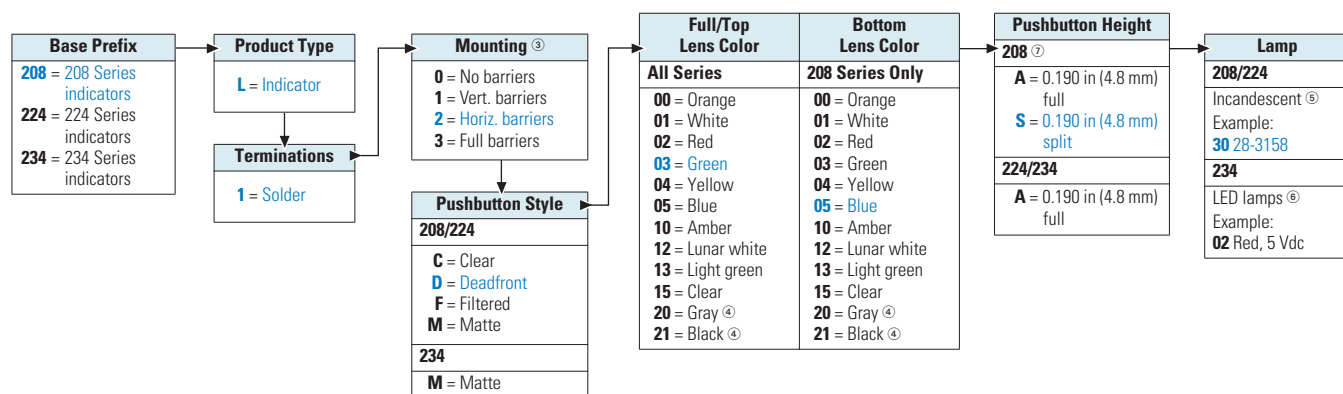 Base Prefix
208 = 208 Series
indicators
224 = 224 Series
indicators
234 = 234 Series
indicators
Product Type
L = Indicator
Terminations
1 = Solder
Mounting ③
0 = No barriers
1 = Vert. barriers
2 = Horiz. barriers
3 = Full barriers
Pushbutton Style
208/224
C = Clear
D = Deadfront
F = Filtered
M = Matte
234
M = Matte
Full/Top
Lens Color
All Series
00 = Orange
01 = White
02 = Red
03 = Green
04 = Yellow
05 = Blue
10 = Amber
12 = Lunar white
13 = Light green
15 = Clear
20 = Gray ④
21 = Black ④
Bottom
Lens Color
208 Series Only
00 = Orange
01 = White
02 = Red
03 = Green
04 = Yellow
05 = Blue
10 = Amber
12 = Lunar white
13 = Light green
15 = Clear
20 = Gray ④
21 = Black ④
Pushbutton Height
208 ⑦
A = 0.190 in (4.8 mm)
full
S = 0.190 in (4.8 mm)
split
224/234
A = 0.190 in (4.8 mm)
full
Lamp
208/224
Incandescent ⑤
Example:
30 28-3158
234
LED lamps ⑥
Example:
02 Red, 5 Vdc